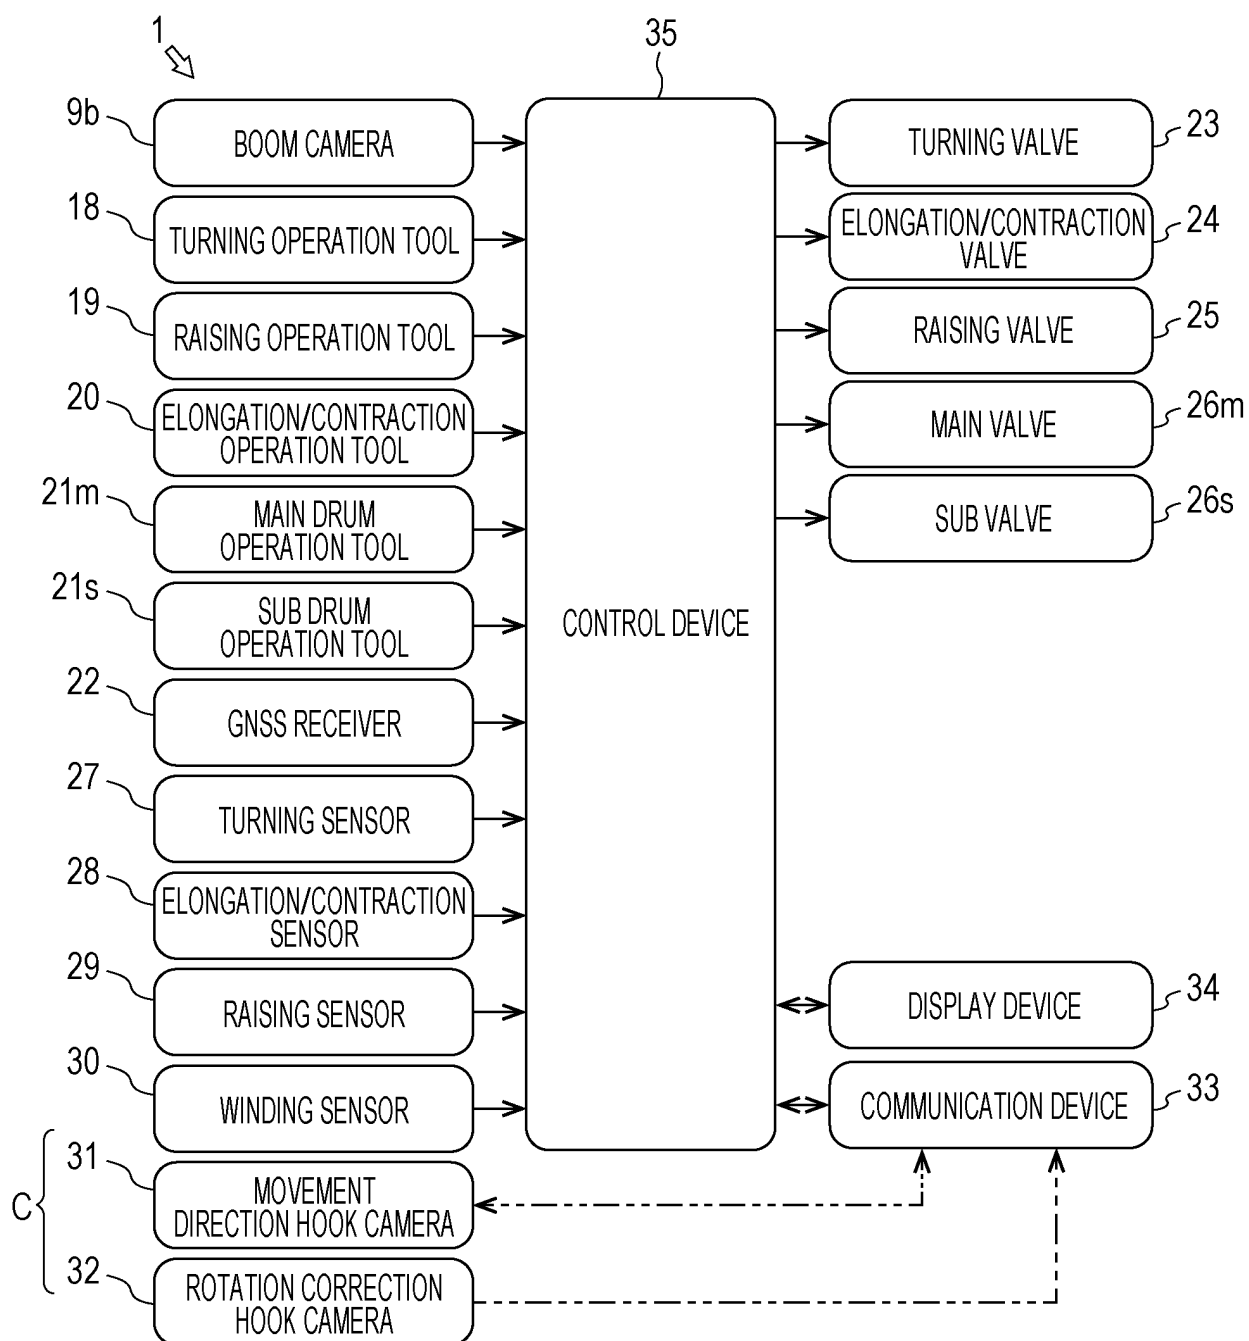 1
35
9b
BOOM CAMERA
18
TURNING OPERATION TOOL
19
RAISING OPERATION TOOL
20
ELONGATION/CONTRACTION
OPERATION TOOL
21m
MAIN DRUM
OPERATION TOOL
21s
SUB DRUM
OPERATION TOOL
22
GNSS RECEIVER
27
TURNING SENSOR
28
ELONGATION/CONTRACTION
SENSOR
29
RAISING SENSOR
30
WINDING SENSOR
C
31
MOVEMENT
DIRECTION HOOK CAMERA
32
ROTATION CORRECTION
HOOK CAMERA
CONTROL DEVICE
TURNING VALVE
23
ELONGATION/CONTRACTION
VALVE
24
RAISING VALVE
25
MAIN VALVE
26m
SUB VALVE
26s
DISPLAY DEVICE
34
COMMUNICATION DEVICE
33